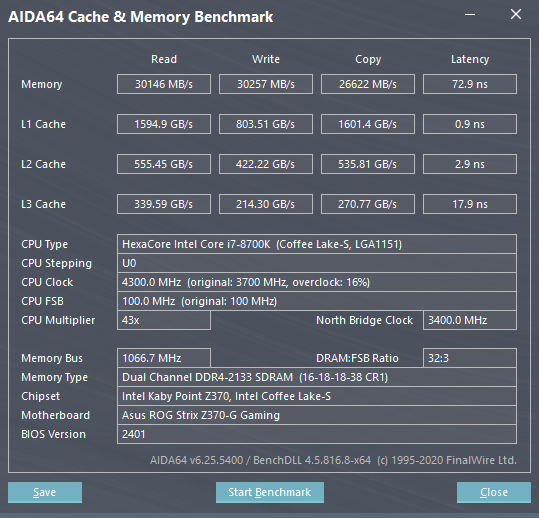 AIDA64 Cache & Memory Benchmark
Read Write Copy Latency
Memory 30146 MB/s 30257 MB/s 26622 MB/s 72.9 ns
L1 Cache 1594.9 GB/s 803.51 GB/s 1601.4 GB/s 0.9 ns
L2 Cache 555.45 GB/s 422.22 GB/s 535.81 GB/s 2.9 ns
L3 Cache 339.59 GB/s 214.30 GB/s 270.77 GB/s 17.9 ns
CPU Type HexaCore Intel Core i7-8700K (Coffee Lake-S, LGA1151)
CPU Stepping U0
CPU Clock 4300.0 MHz (original: 3700 MHz, overclock: 16%)
CPU FSB 100.0 MHz (original: 100 MHz)
CPU Multiplier 43x North Bridge Clock 3400.0 MHz
Memory Bus 1066.7 MHz DRAM:FSB Ratio 32:3
Memory Type Dual Channel DDR4-2133 SDRAM (16-18-18-38 CR1)
Chipset Intel Kaby Point Z370, Intel Coffee Lake-S
Motherboard Asus ROG Strix Z370-G Gaming
BIOS Version 2401
AIDA64 v6.25.5400 / BenchDLL 4.5.816.8-x64 (c) 1995-2020 FinalWire Ltd.
Save Start Benchmark Close